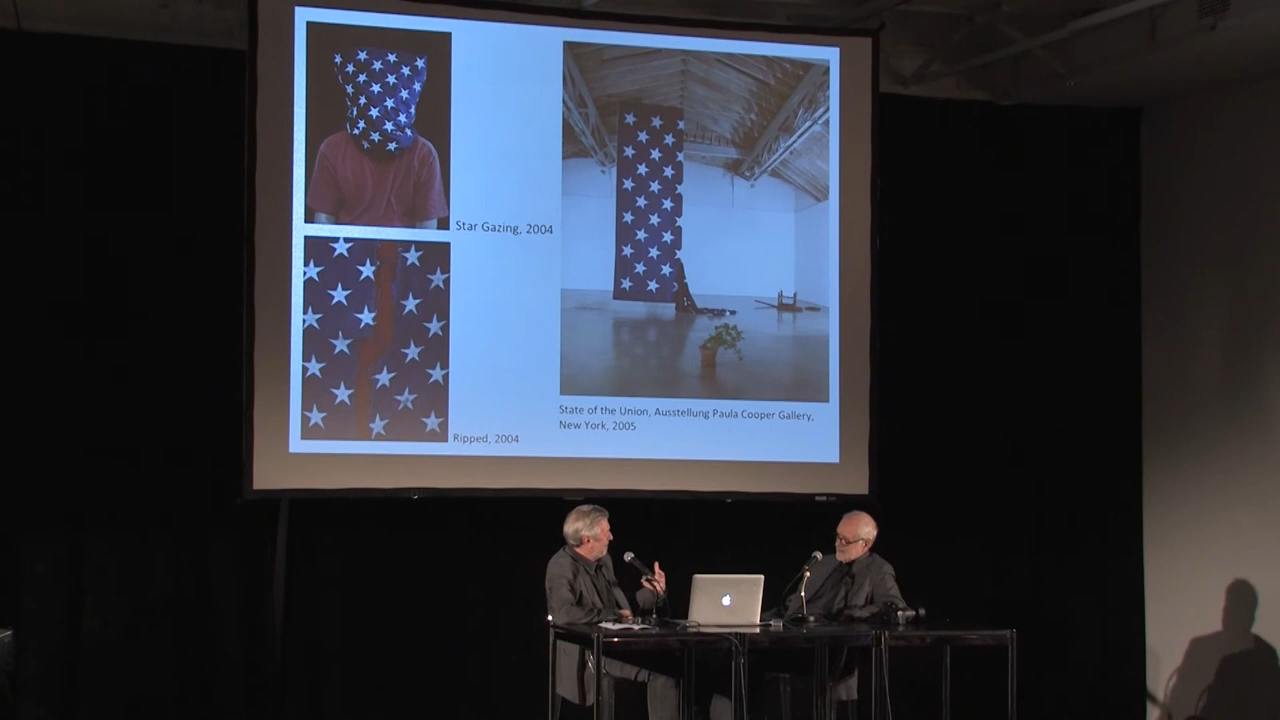 Star Gazing, 2004
Ripped, 2004
State of the Union, Ausstellung Paula Cooper Gallery,
New York, 2005